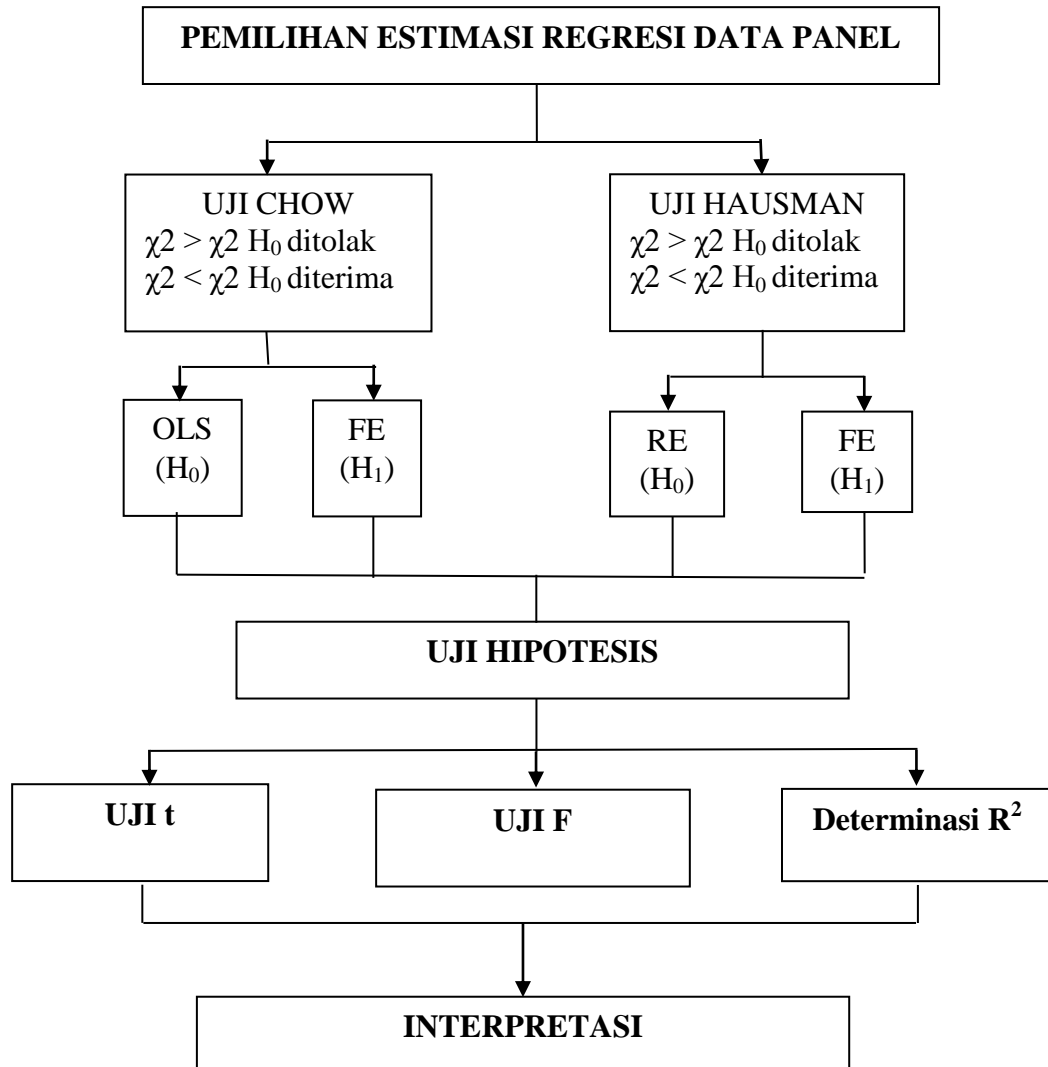 PEMILIHAN ESTIMASI REGRESI DATA PANEL
UJI CHOW
χ2 > χ2 H₀ ditolak
χ2 < χ2 H₀ diterima
UJI HAUSMAN
χ2 > χ2 H₀ ditolak
χ2 < χ2 H₀ diterima
OLS
(H₀)
FE
(H₁)
RE
(H₀)
FE
(H₁)
UJI HIPOTESIS
UJI t
UJI F
Determinasi R²
INTERPRETASI